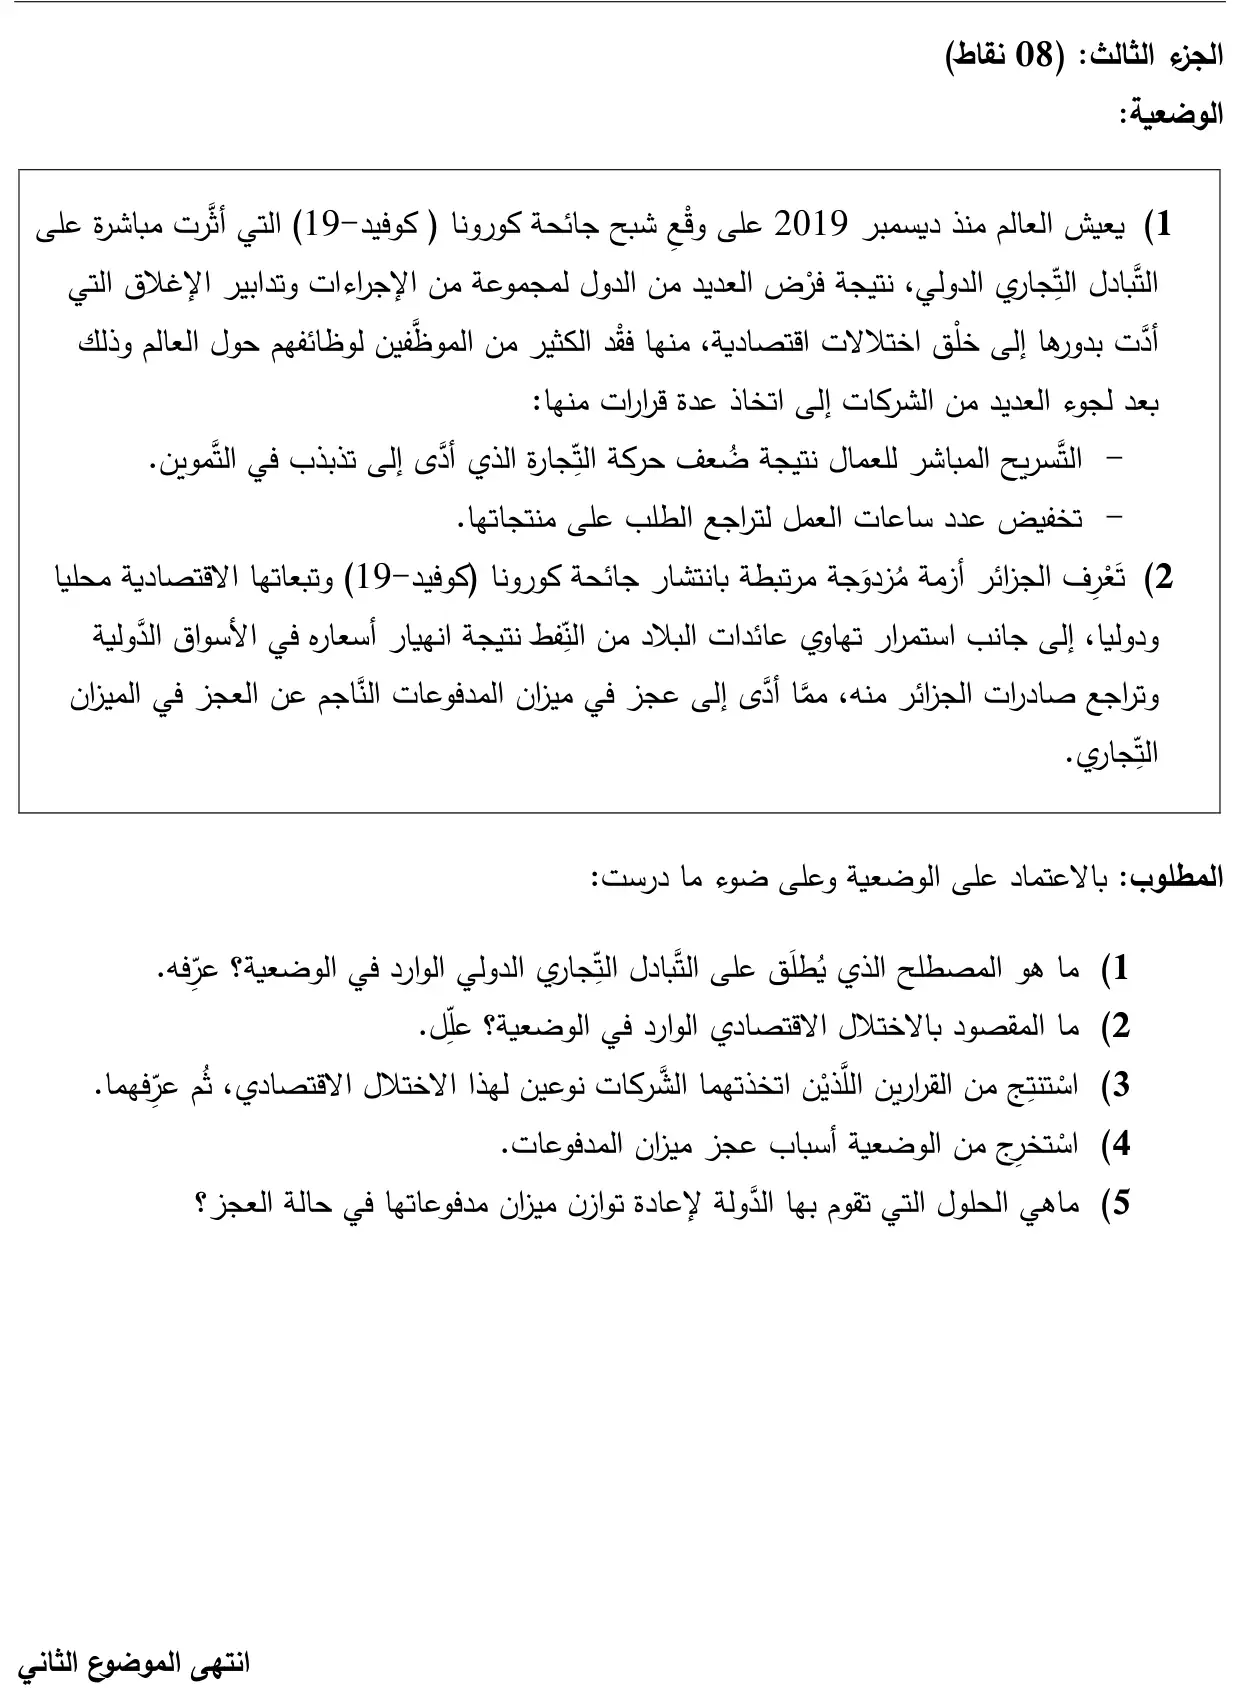 الجزء الثالث: (08 نقاط)
الوضعية:
1) يعيش العالم منذ ديسمبر 2019 على وقْعِ شبح جائحة كورونا ( كوفيد-19) التي أثَّرت مباشرة على
التَّبادل التِّجاري الدولي، نتيجة فرْض العديد من الدول لمجموعة من الإجراءات وتدابير الإغلاق التي
أدَّت بدورها إلى خلْق اختلالات اقتصادية، منها فقْد الكثير من الموظَّفين لوظائفهم حول العالم وذلك
بعد لجوء العديد من الشركات إلى اتخاذ عدة قرارات منها:
- التَّسريح المباشر للعمال نتيجة ضُعف حركة التِّجارة الذي أدَّى إلى تذبذب في التَّموين.
- تخفيض عدد ساعات العمل لتراجع الطلب على منتجاتها.
2) تَعْرِف الجزائر أزمة مُزدوَجة مرتبطة بانتشار جائحة كورونا (كوفيد-19) وتبعاتها الاقتصادية محليا
ودوليا، إلى جانب استمرار تهاوي عائدات البلاد من النِّفط نتيجة انهيار أسعاره في الأسواق الدَّولية
وتراجع صادرات الجزائر منه، ممَّا أدَّى إلى عجز في ميزان المدفوعات النَّاجم عن العجز في الميزان
التِّجاري.
المطلوب: بالاعتماد على الوضعية وعلى ضوء ما درست:
1) ما هو المصطلح الذي يُطلَق على التَّبادل التِّجاري الدولي الوارد في الوضعية؟ عرِّفه.
2) ما المقصود بالاختلال الاقتصادي الوارد في الوضعية؟ علِّل.
3) اسْتنتِج من القرارين اللَّذيْن اتخذتهما الشَّركات نوعين لهذا الاختلال الاقتصادي، ثُم عرِّفهما.
4) اسْتخرِج من الوضعية أسباب عجز ميزان المدفوعات.
5) ماهي الحلول التي تقوم بها الدَّولة لإعادة توازن ميزان مدفوعاتها في حالة العجز؟
انتهى الموضوع الثاني